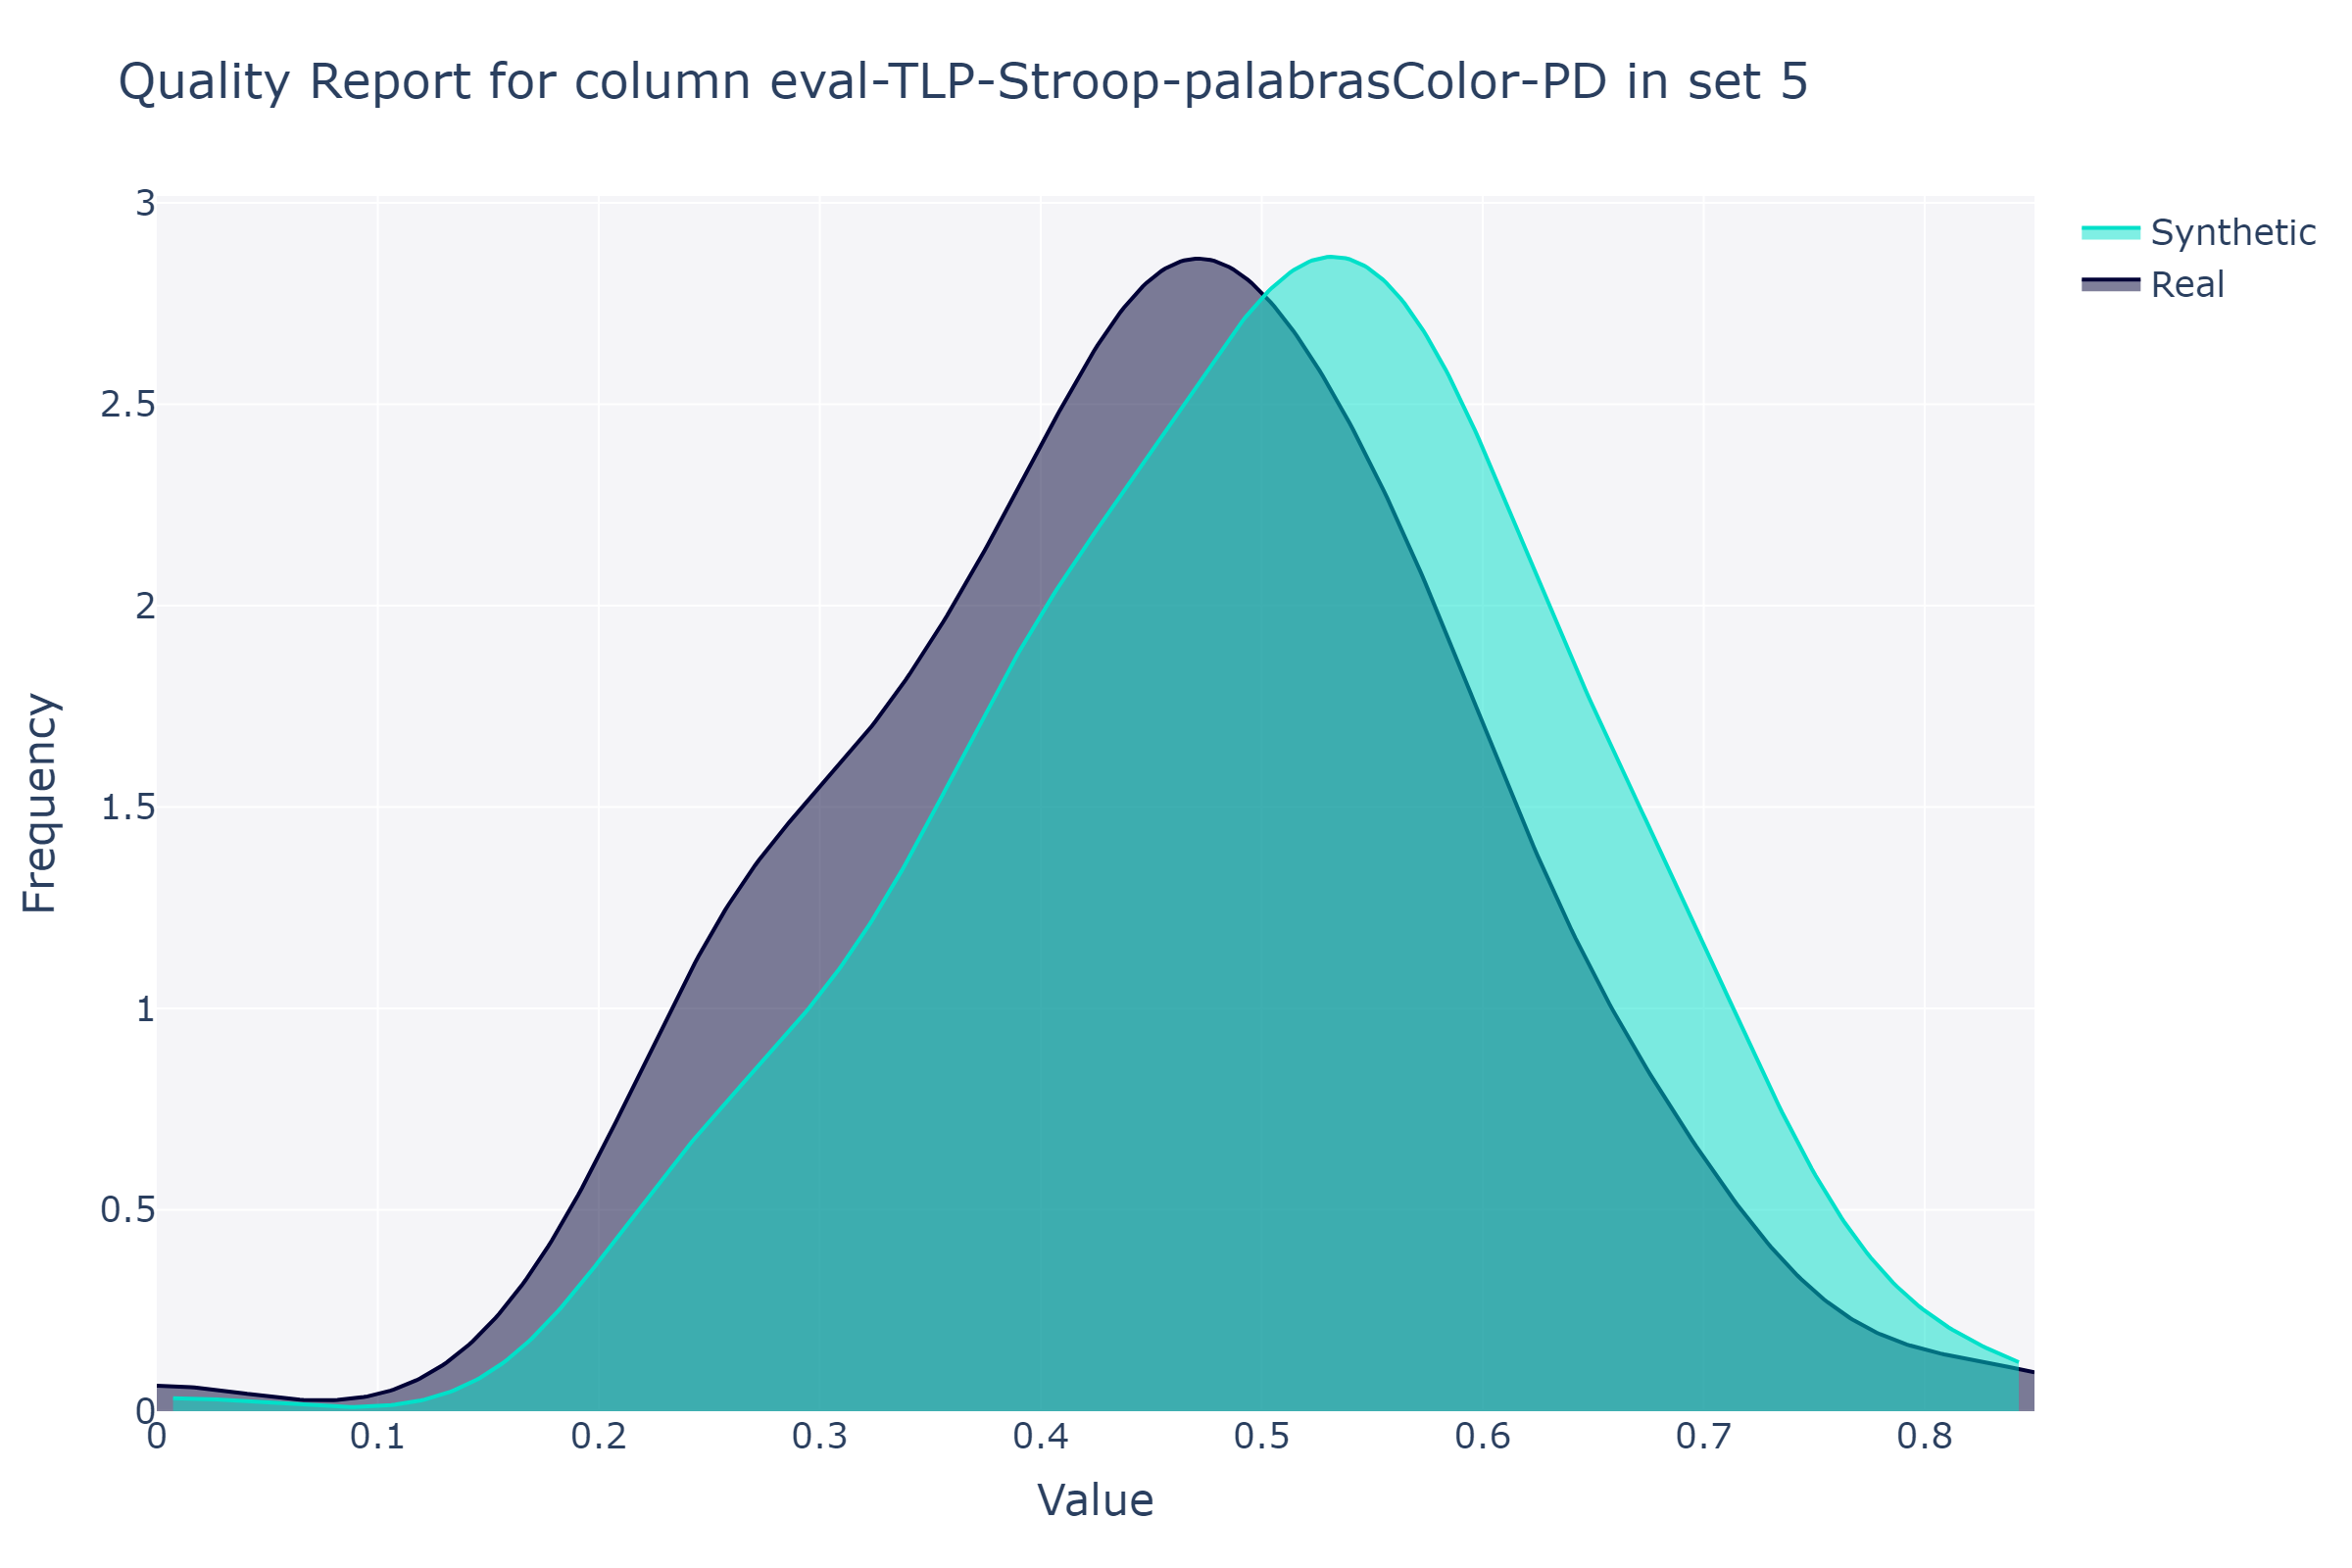 Quality Report for column eval-TLP-Stroop-palabrasColor-PD in set 5
3
2.5
2
1.5
1
0.5
0
Frequency
0 0.1 0.2 0.3 0.4 0.5 0.6 0.7 0.8
Value
Synthetic
Real